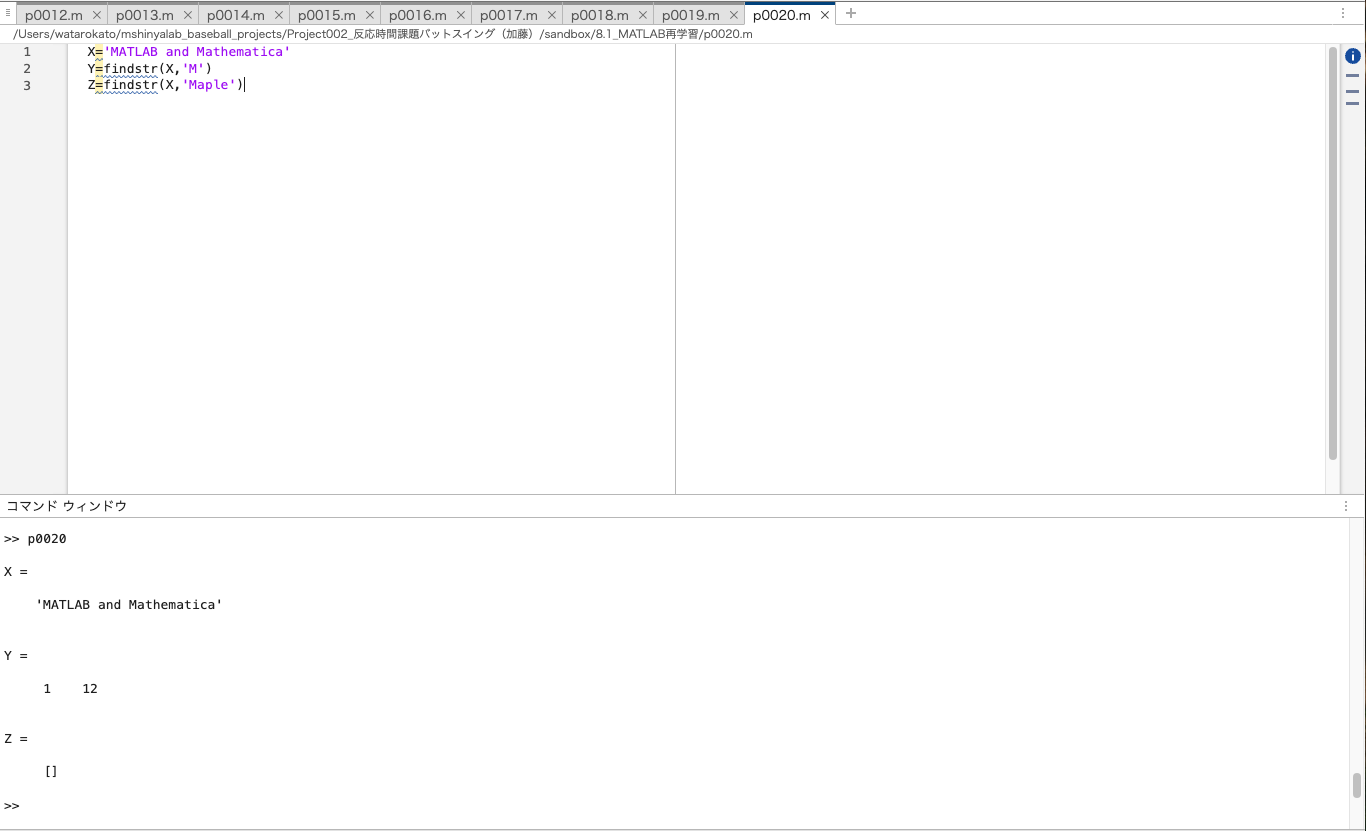 p0012.m × p0013.m × p0014.m × p0015.m × p0016.m × p0017.m × p0018.m × p0019.m × p0020.m × +
/Users/watarokato/mshinyalab_baseball_projects/Project002_反応時間課題バットスイング（加藤）/sandbox/8.1_MATLAB再学習/p0020.m
1 X='MATLAB and Mathematica'
2 Y=findstr(X,'M')
3 Z=findstr(X,'Maple')
コマンド ウィンドウ
>> p0020
X =
'MATLAB and Mathematica'
Y =
1 12
Z =
[]
>>